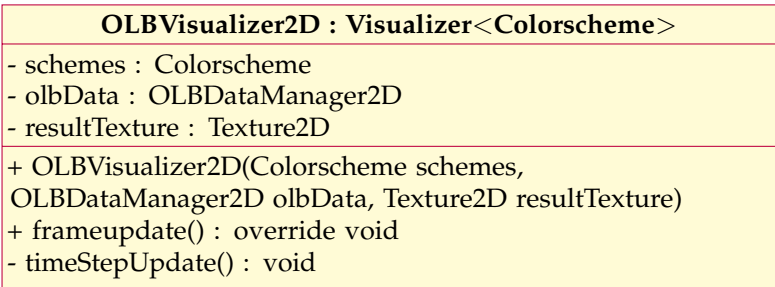 OLBVisualizer2D : Visualizer<Colorscheme>
- schemes : Colorscheme
- olbData : OLBDataManager2D
- resultTexture : Texture2D
+ OLBVisualizer2D(Colorscheme schemes,
OLBDataManager2D olbData, Texture2D resultTexture)
+ frameupdate() : override void
- timeStepUpdate() : void